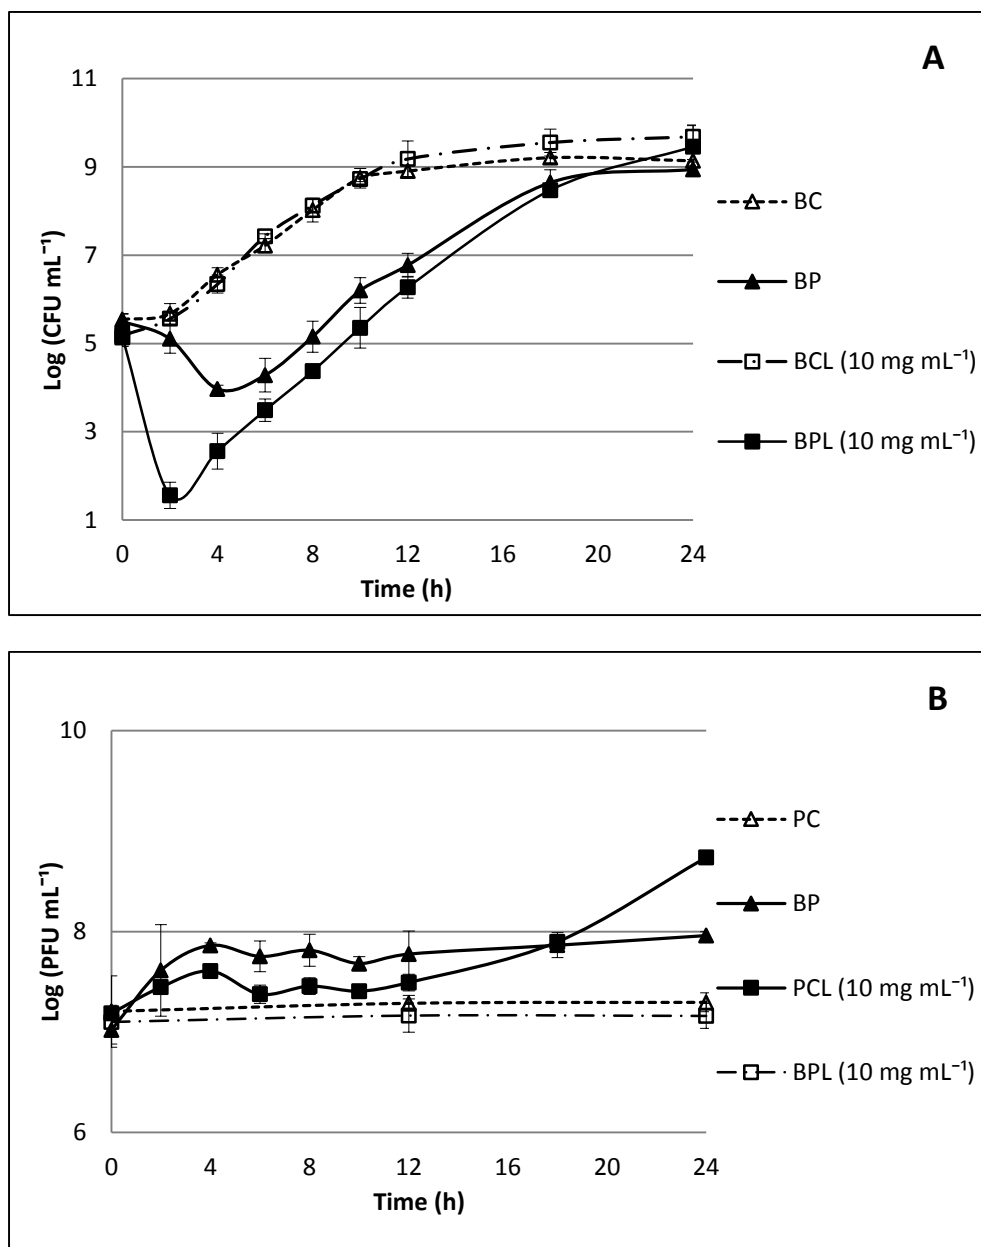 A
11
9
7
5
3
1
Log (CFU mL⁻¹)
0
4
8
12
16
20
24
Time (h)
BC
BP
BCL (10 mg mL⁻¹)
BPL (10 mg mL⁻¹)
B
10
8
6
Log (PFU mL⁻¹)
0
4
8
12
16
20
24
Time (h)
PC
BP
PCL (10 mg mL⁻¹)
BPL (10 mg mL⁻¹)